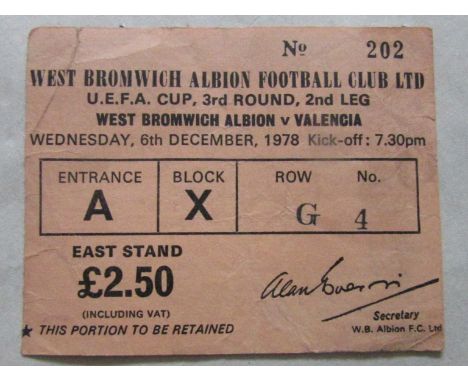 No 202
WEST BROMWICH ALBION FOOTBALL CLUB LTD
U.E.F.A. CUP, 3rd ROUND, 2nd LEG
WEST BROMWICH ALBION v VALENCIA
WEDNESDAY, 6th DECEMBER, 1978 Kick-off: 7.30pm
ENTRANCE BLOCK ROW No.
A X G 4
EAST STAND
£2.50
(INCLUDING VAT)
Alan Everiss
Secretary
W.B. Albion F.C. Ltd
★ THIS PORTION TO BE RETAINED